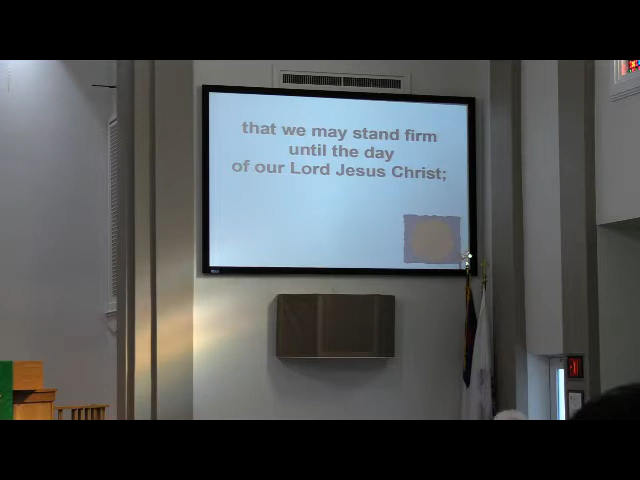 that we may stand firm
until the day
of our Lord Jesus Christ;